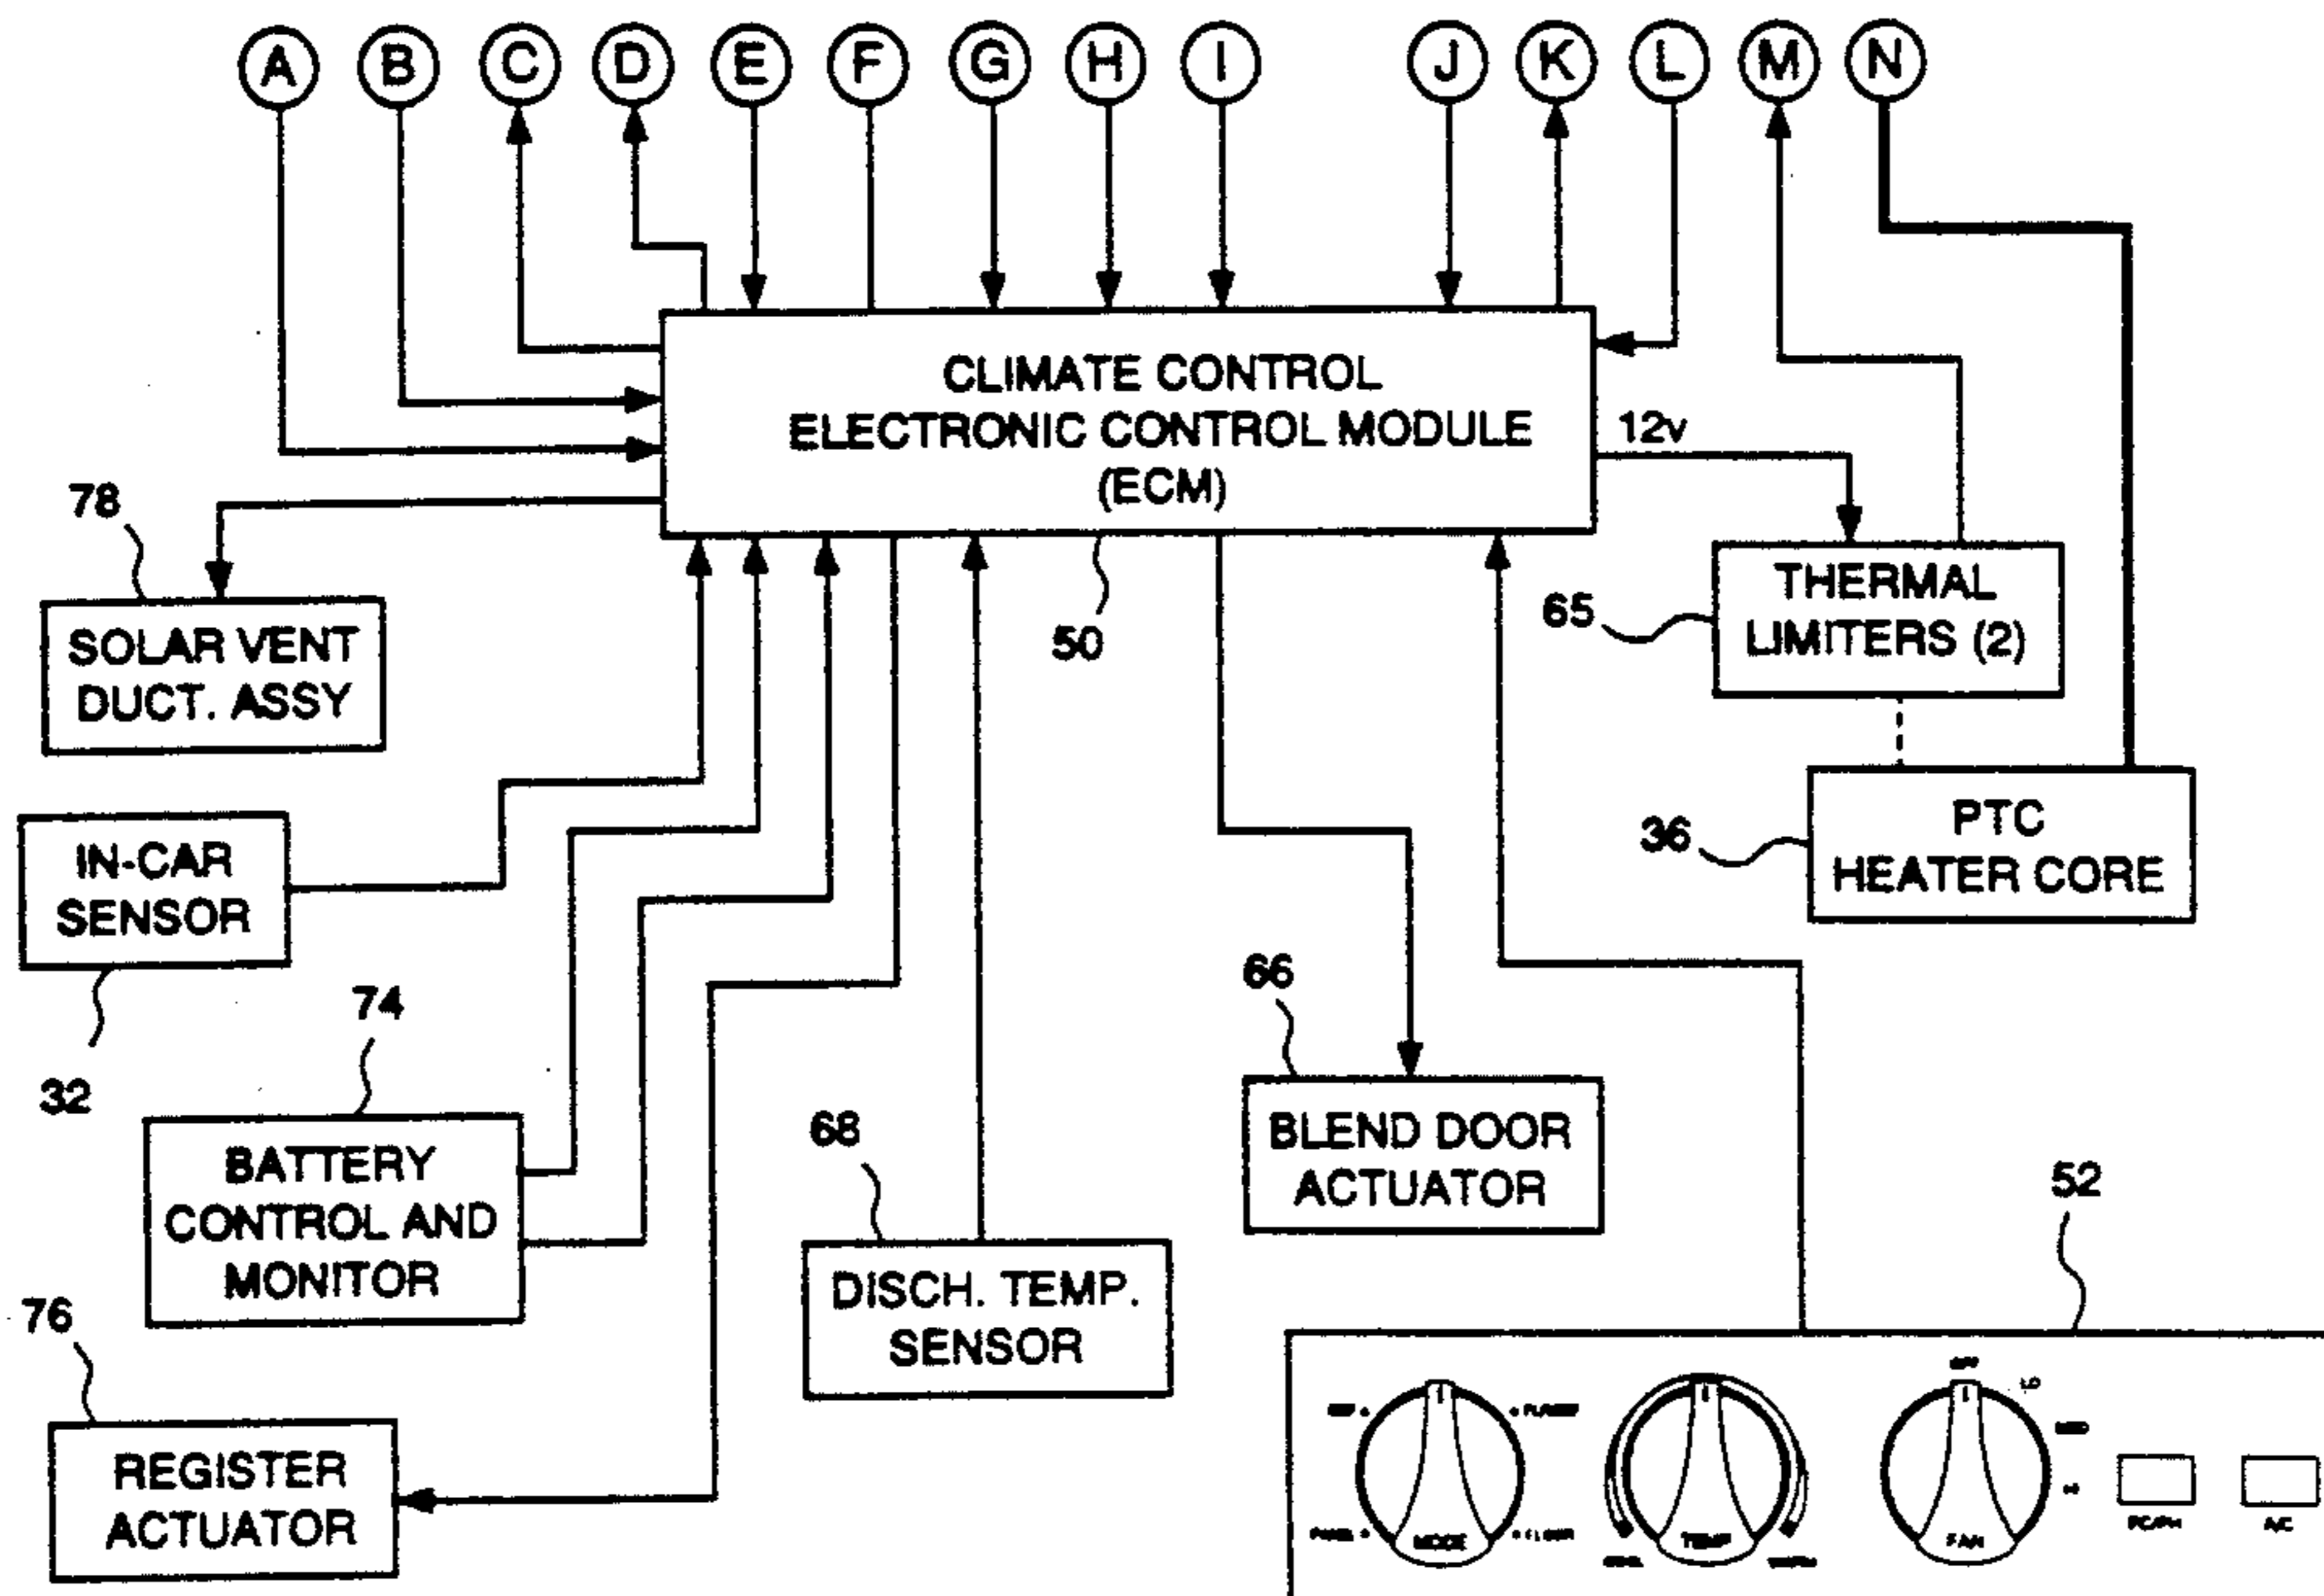 A B C D E F G H I J K L M N
CLIMATE CONTROL
ELECTRONIC CONTROL MODULE
(ECM)
12v
78
SOLAR VENT
DUCT. ASSY
50
65
THERMAL
LIMITERS (2)
IN-CAR
SENSOR
32
36
PTC
HEATER CORE
74
BATTERY
CONTROL AND
MONITOR
68
DISCH. TEMP.
SENSOR
66
BLEND DOOR
ACTUATOR
76
REGISTER
ACTUATOR
52
MODE
TEMP
FAN
A/C